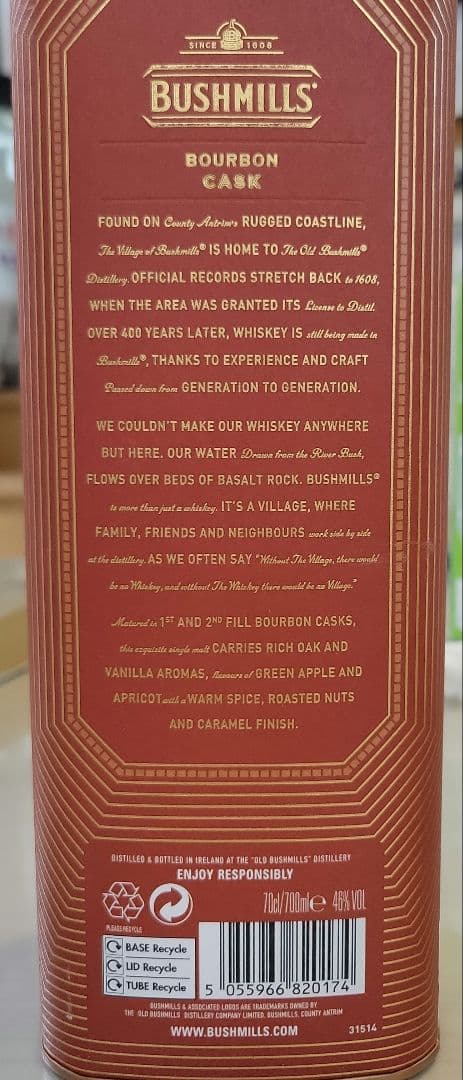 SINCE 1608
BUSHMILLS®
BOURBON
CASK
FOUND ON County Antrim's RUGGED COASTLINE,
The Village of Bushmills® IS HOME TO The Old Bushmills®
Distillery. OFFICIAL RECORDS STRETCH BACK to 1608,
WHEN THE AREA WAS GRANTED ITS License to Distil.
OVER 400 YEARS LATER, WHISKEY IS still being made in
Bushmills®, THANKS TO EXPERIENCE AND CRAFT
Passed down from GENERATION TO GENERATION.
WE COULDN'T MAKE OUR WHISKEY ANYWHERE
BUT HERE. OUR WATER Drawn from the River Bush,
FLOWS OVER BEDS OF BASALT ROCK. BUSHMILLS®
is more than just a whiskey. IT'S A VILLAGE, WHERE
FAMILY, FRIENDS AND NEIGHBOURS work side by side
at the distillery. AS WE OFTEN SAY "Without The Village, there would
be no Whiskey, and without The Whiskey there would be no Village."
Matured in 1ST AND 2ND FILL BOURBON CASKS,
this exquisite single malt CARRIES RICH OAK AND
VANILLA AROMAS, flavours of GREEN APPLE AND
APRICOT with a WARM SPICE, ROASTED NUTS
AND CARAMEL FINISH.
DISTILLED & BOTTLED IN IRELAND AT THE "OLD BUSHMILLS" DISTILLERY
ENJOY RESPONSIBLY
70cl/700ml℮ 46% VOL
PLEASE RECYCLE
BASE Recycle
LID Recycle
TUBE Recycle
5 055966 820174
BUSHMILLS & ASSOCIATED LOGOS ARE TRADEMARKS OWNED BY
THE "OLD BUSHMILLS" DISTILLERY COMPANY LIMITED, BUSHMILLS, COUNTY ANTRIM
WWW.BUSHMILLS.COM 31514